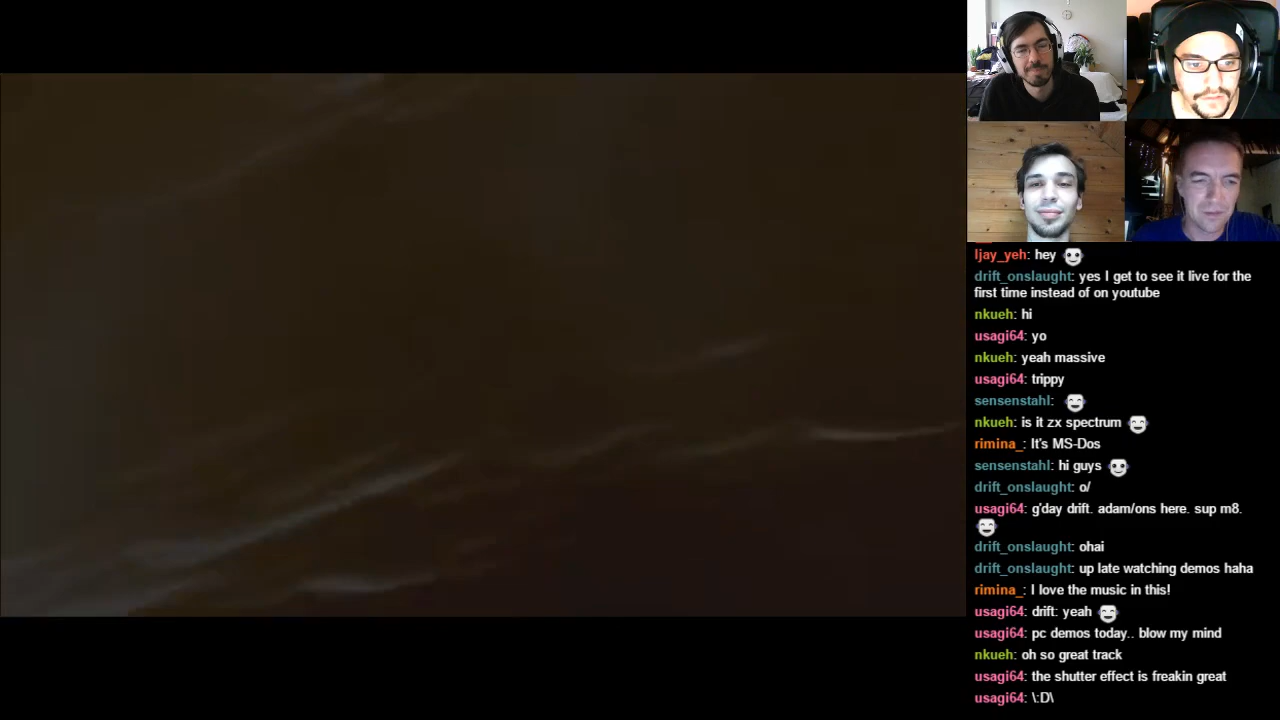 ljay_yeh: hey
drift_onslaught: yes I get to see it live for the
first time instead of on youtube
nkueh: hi
usagi64: yo
nkueh: yeah massive
usagi64: trippy
sensenstahl:
nkueh: is it zx spectrum
rimina_: It's MS-Dos
sensenstahl: hi guys
drift_onslaught: o/
usagi64: g'day drift. adam/ons here. sup m8.
drift_onslaught: ohai
drift_onslaught: up late watching demos haha
rimina_: I love the music in this!
usagi64: drift: yeah
usagi64: pc demos today.. blow my mind
nkueh: oh so great track
usagi64: the shutter effect is freakin great
usagi64: \:D\